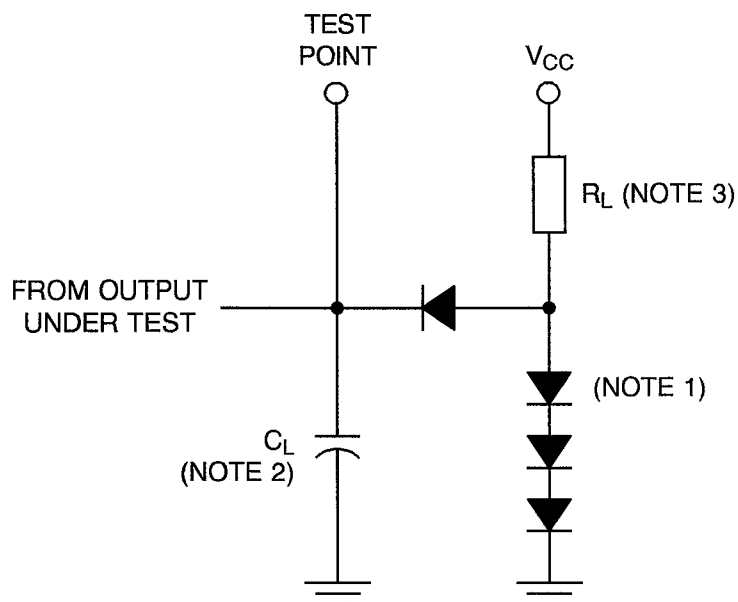 TEST
POINT
VCC
RL (NOTE 3)
FROM OUTPUT
UNDER TEST
(NOTE 1)
CL
(NOTE 2)